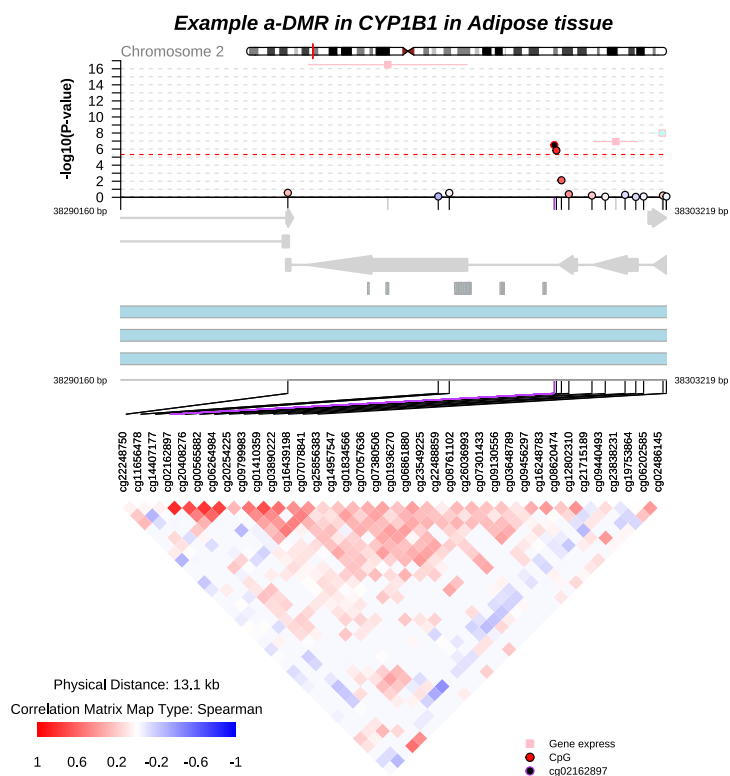 Example a-DMR in CYP1B1 in Adipose tissue
Chromosome 2
-log10(P-value)
16
14
12
10
8
6
4
2
0
38290160 bp
38303219 bp
38290160 bp
38303219 bp
cg22248750
cg11656478
cg14407177
cg02162897
cg20408276
cg00565882
cg06264984
cg20254225
cg09799983
cg01410359
cg03890222
cg16439198
cg07078841
cg25856383
cg14957547
cg01834566
cg07057636
cg07380506
cg01936270
cg06861880
cg23549225
cg22488859
cg08761102
cg26036993
cg07301433
cg09130556
cg03648789
cg09456297
cg16248783
cg08620474
cg12802310
cg21715189
cg09440493
cg23838231
cg19753864
cg06202585
cg02486145
Physical Distance: 13.1 kb
Correlation Matrix Map Type: Spearman
1 0.6 0.2 -0.2 -0.6 -1
Gene express
CpG
cg02162897